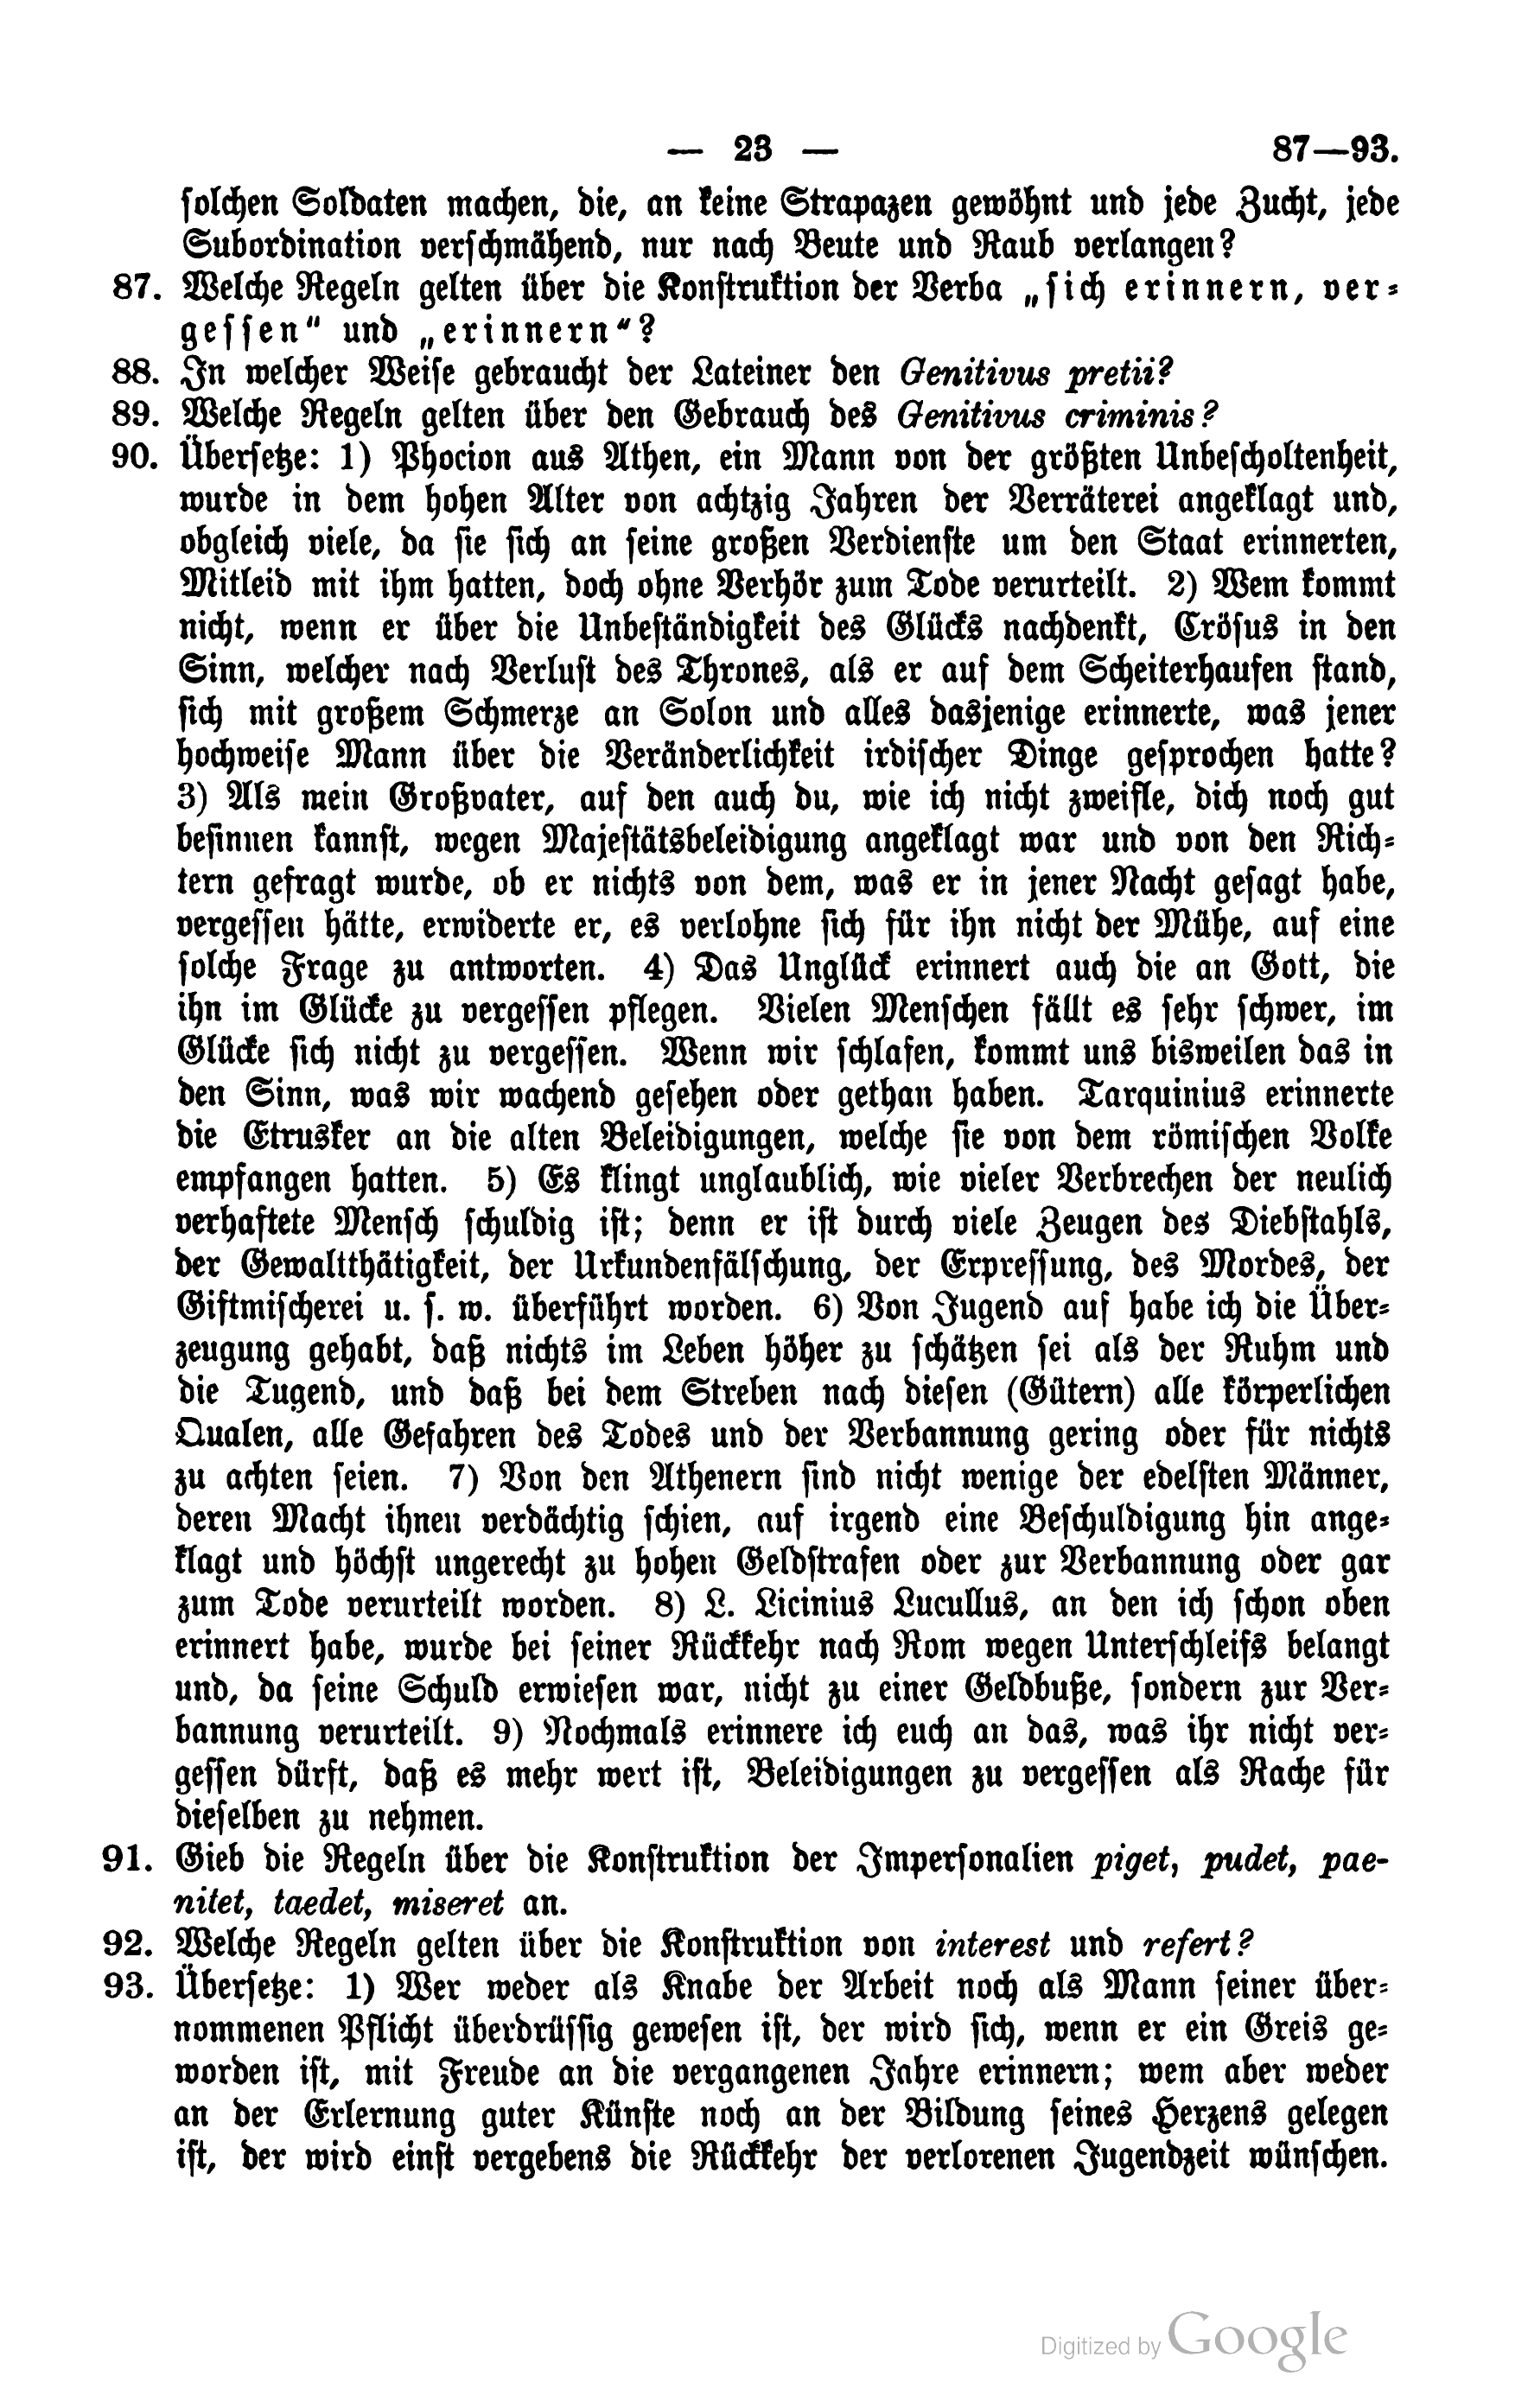 — 23 — 87—93.
solchen Soldaten machen, die, an keine Strapazen gewöhnt und jede Zucht, jede
Subordination verschmähend, nur nach Beute und Raub verlangen?
87. Welche Regeln gelten über die Konstruktion der Verba „sich erinnern, ver-
gessen“ und „erinnern“?
88. In welcher Weise gebraucht der Lateiner den Genitivus pretii?
89. Welche Regeln gelten über den Gebrauch des Genitivus criminis?
90. Übersetze: 1) Phocion aus Athen, ein Mann von der größten Unbescholtenheit,
wurde in dem hohen Alter von achtzig Jahren der Verräterei angeklagt und,
obgleich viele, da sie sich an seine großen Verdienste um den Staat erinnerten,
Mitleid mit ihm hatten, doch ohne Verhör zum Tode verurteilt. 2) Wem kommt
nicht, wenn er über die Unbeständigkeit des Glücks nachdenkt, Crösus in den
Sinn, welcher nach Verlust des Thrones, als er auf dem Scheiterhaufen stand,
sich mit großem Schmerze an Solon und alles dasjenige erinnerte, was jener
hochweise Mann über die Veränderlichkeit irdischer Dinge gesprochen hatte?
3) Als mein Großvater, auf den auch du, wie ich nicht zweifle, dich noch gut
besinnen kannst, wegen Majestätsbeleidigung angeklagt war und von den Rich-
tern gefragt wurde, ob er nichts von dem, was er in jener Nacht gesagt habe,
vergessen hätte, erwiderte er, es verlohne sich für ihn nicht der Mühe, auf eine
solche Frage zu antworten. 4) Das Unglück erinnert auch die an Gott, die
ihn im Glücke zu vergessen pflegen. Vielen Menschen fällt es sehr schwer, im
Glücke sich nicht zu vergessen. Wenn wir schlafen, kommt uns bisweilen das in
den Sinn, was wir wachend gesehen oder gethan haben. Tarquinius erinnerte
die Etrusker an die alten Beleidigungen, welche sie von dem römischen Volke
empfangen hatten. 5) Es klingt unglaublich, wie vieler Verbrechen der neulich
verhaftete Mensch schuldig ist; denn er ist durch viele Zeugen des Diebstahls,
der Gewaltthätigkeit, der Urkundenfälschung, der Erpressung, des Mordes, der
Giftmischerei u. s. w. überführt worden. 6) Von Jugend auf habe ich die Über-
zeugung gehabt, daß nichts im Leben höher zu schätzen sei als der Ruhm und
die Tugend, und daß bei dem Streben nach diesen (Gütern) alle körperlichen
Qualen, alle Gefahren des Todes und der Verbannung gering oder für nichts
zu achten seien. 7) Von den Athenern sind nicht wenige der edelsten Männer,
deren Macht ihnen verdächtig schien, auf irgend eine Beschuldigung hin ange-
klagt und höchst ungerecht zu hohen Geldstrafen oder zur Verbannung oder gar
zum Tode verurteilt worden. 8) L. Licinius Lucullus, an den ich schon oben
erinnert habe, wurde bei seiner Rückkehr nach Rom wegen Unterschleifs belangt
und, da seine Schuld erwiesen war, nicht zu einer Geldbuße, sondern zur Ver-
bannung verurteilt. 9) Nochmals erinnere ich euch an das, was ihr nicht ver-
gessen dürft, daß es mehr wert ist, Beleidigungen zu vergessen als Rache für
dieselben zu nehmen.
91. Gieb die Regeln über die Konstruktion der Impersonalien piget, pudet, pae-
nitet, taedet, miseret an.
92. Welche Regeln gelten über die Konstruktion von interest und refert?
93. Übersetze: 1) Wer weder als Knabe der Arbeit noch als Mann seiner über-
nommenen Pflicht überdrüssig gewesen ist, der wird sich, wenn er ein Greis ge-
worden ist, mit Freude an die vergangenen Jahre erinnern; wem aber weder
an der Erlernung guter Künste noch an der Bildung seines Herzens gelegen
ist, der wird einst vergebens die Rückkehr der verlorenen Jugendzeit wünschen.
Digitized by Google